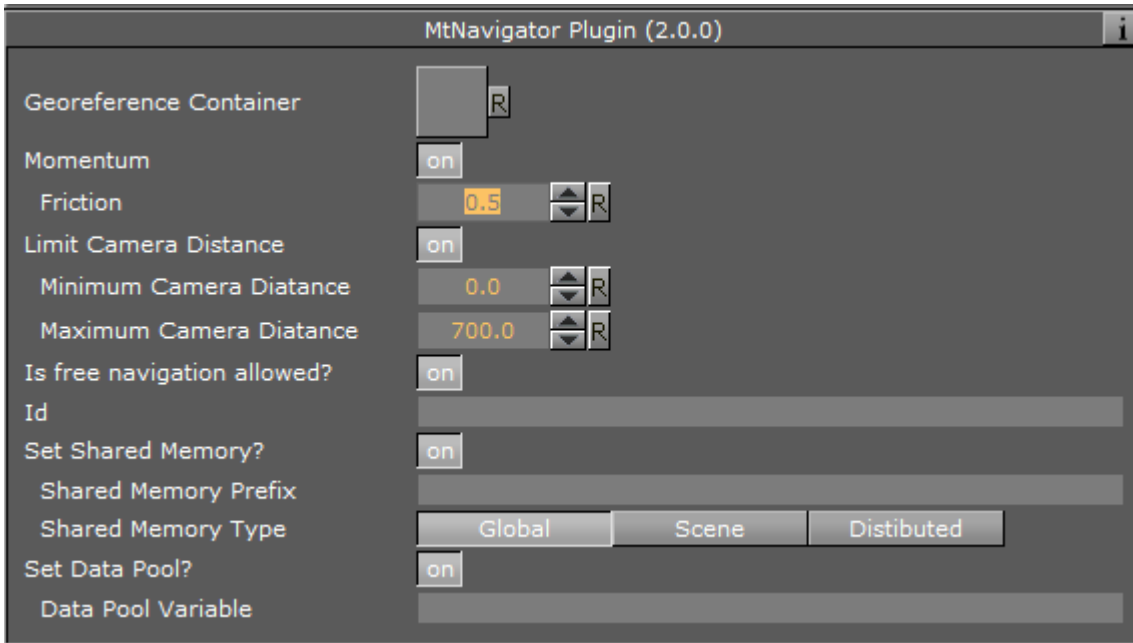 MtNavigator Plugin (2.0.0) i
Georeference Container R
Momentum on
Friction 0.5 R
Limit Camera Distance on
Minimum Camera Diatance 0.0 R
Maximum Camera Diatance 700.0 R
Is free navigation allowed? on
Id
Set Shared Memory? on
Shared Memory Prefix
Shared Memory Type Global Scene Distibuted
Set Data Pool? on
Data Pool Variable